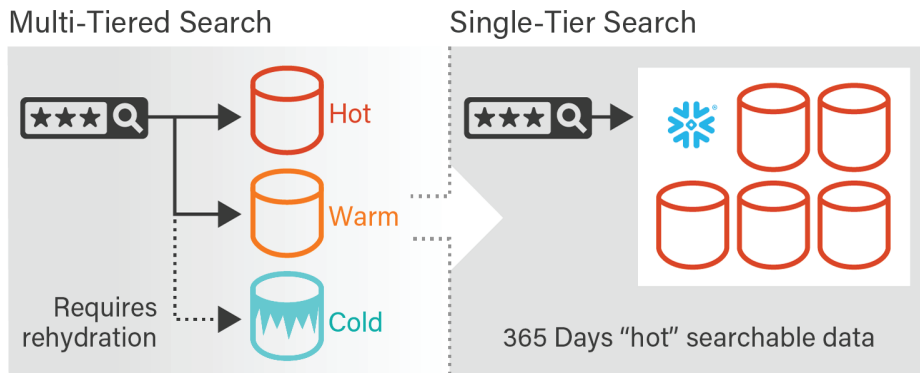 Multi-Tiered Search
Single-Tier Search
Hot
Warm
Requires
rehydration
Cold
365 Days “hot” searchable data
®